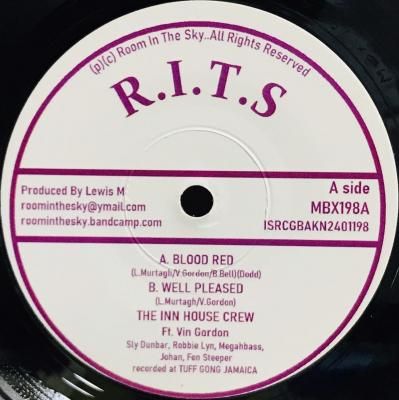 (p)(c) Room In The Sky..All Rights Reserved
R.I.T.S
Produced By Lewis M
roominthesky@ymail.com
roominthesky.bandcamp.com
A side
MBX198A
ISRCGBAKN2401198
A. BLOOD RED
(L.Murtagli/V.Gordon/B.Bell)(Dodd)
B. WELL PLEASED
(L.Murtagh/V.Gordon)
THE INN HOUSE CREW
Ft. Vin Gordon
Sly Dunbar, Robbie Lyn, Megahbass,
Johan, Fen Steeper
recorded at TUFF GONG JAMAICA